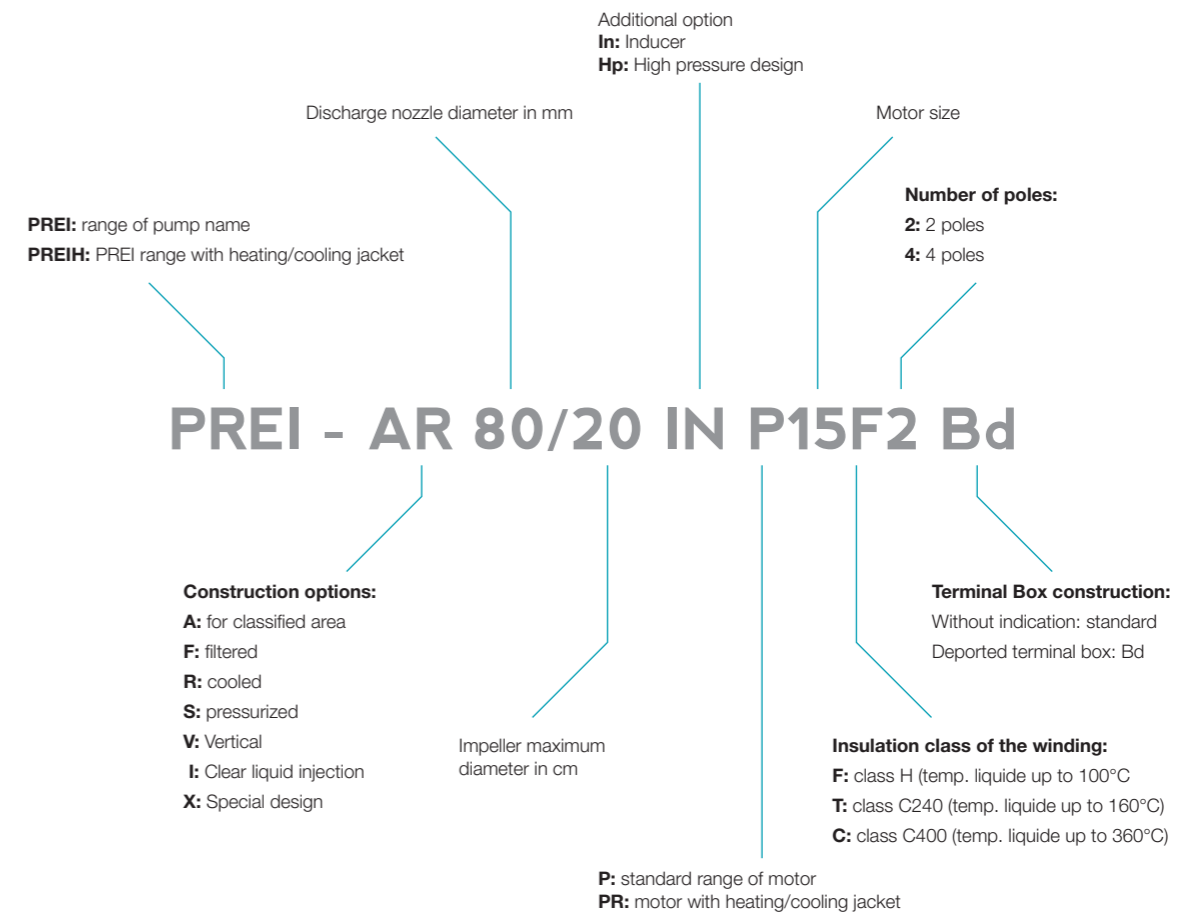 Additional option
In: Inducer
Hp: High pressure design
Discharge nozzle diameter in mm
Motor size
Number of poles:
2: 2 poles
4: 4 poles
PREI: range of pump name
PREIH: PREI range with heating/cooling jacket
PREI - AR 80/20 IN P15F2 Bd
Construction options:
A: for classified area
F: filtered
R: cooled
S: pressurized
V: Vertical
I: Clear liquid injection
X: Special design
Impeller maximum
diameter in cm
Terminal Box construction:
Without indication: standard
Deported terminal box: Bd
Insulation class of the winding:
F: class H (temp. liquide up to 100°C
T: class C240 (temp. liquide up to 160°C)
C: class C400 (temp. liquide up to 360°C)
P: standard range of motor
PR: motor with heating/cooling jacket